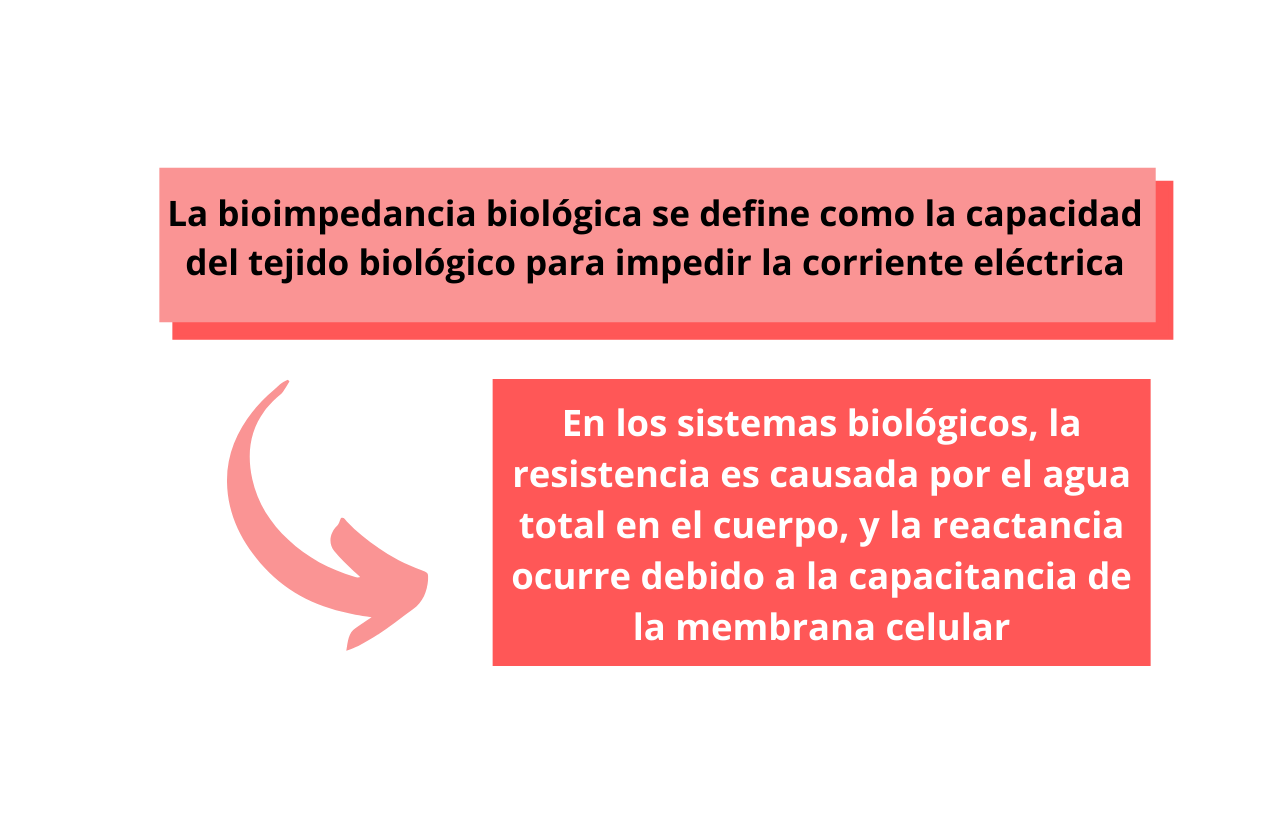 La bioimpedancia biológica se define como la capacidad
del tejido biológico para impedir la corriente eléctrica
En los sistemas biológicos, la
resistencia es causada por el agua
total en el cuerpo, y la reactancia
ocurre debido a la capacitancia de
la membrana celular